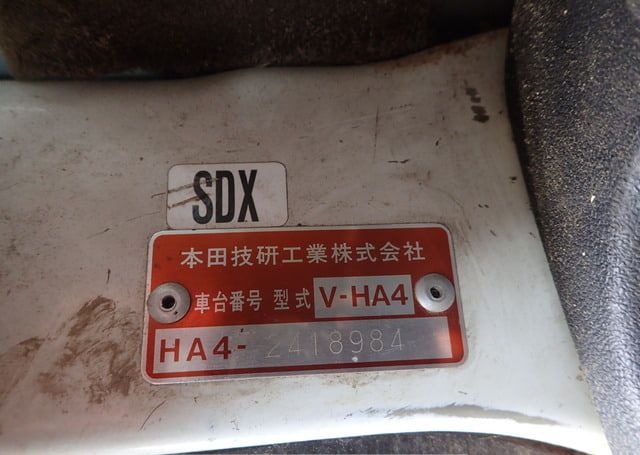 SDX
本田技研工業株式会社
車台番号 型式 V-HA4
HA4-2418984